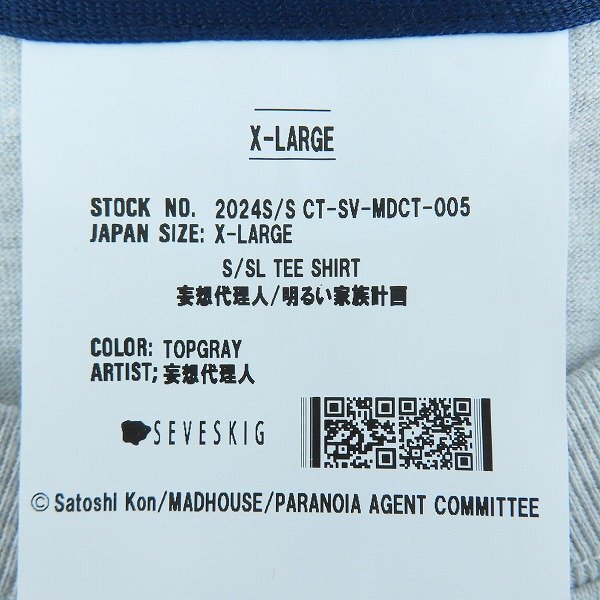 X-LARGE
STOCK NO. 2024S/S CT-SV-MDCT-005
JAPAN SIZE: X-LARGE
S/SL TEE SHIRT
妄想代理人/明るい家族計画
COLOR: TOPGRAY
ARTIST; 妄想代理人
SEVESKIG
© Satoshi Kon/MADHOUSE/PARANOIA AGENT COMMITTEE